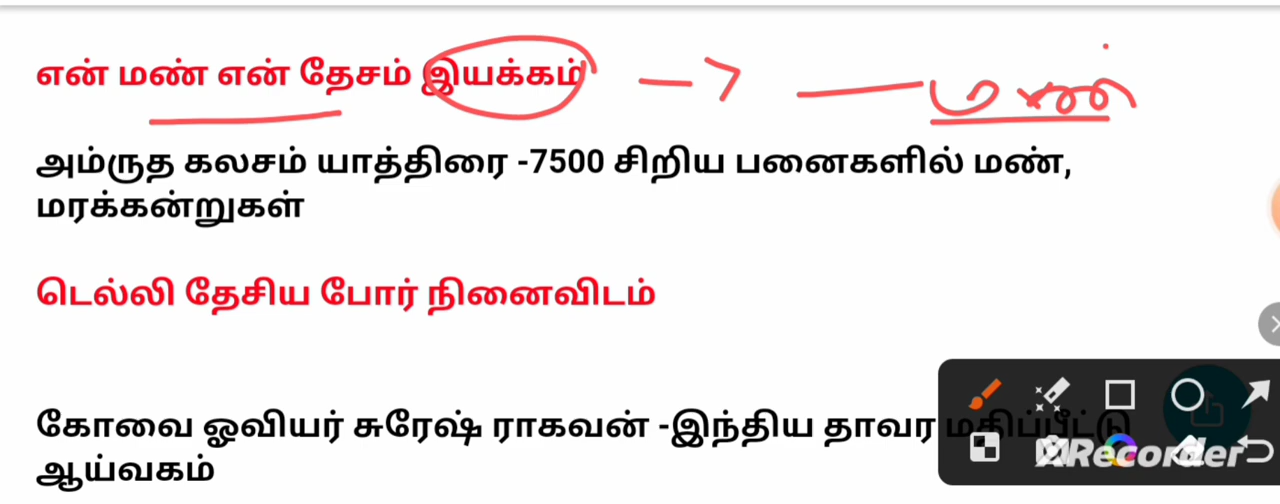 என் மண் என் தேசம் இயக்கம் -> — மண்
அம்ருத கலசம் யாத்திரை -7500 சிறிய பனைகளில் மண்,
மரக்கன்றுகள்
டெல்லி தேசிய போர் நினைவிடம்
கோவை ஓவியர் சுரேஷ் ராகவன் -இந்திய தாவர மதிப்பீட்டு
ஆய்வகம்
XRecorder